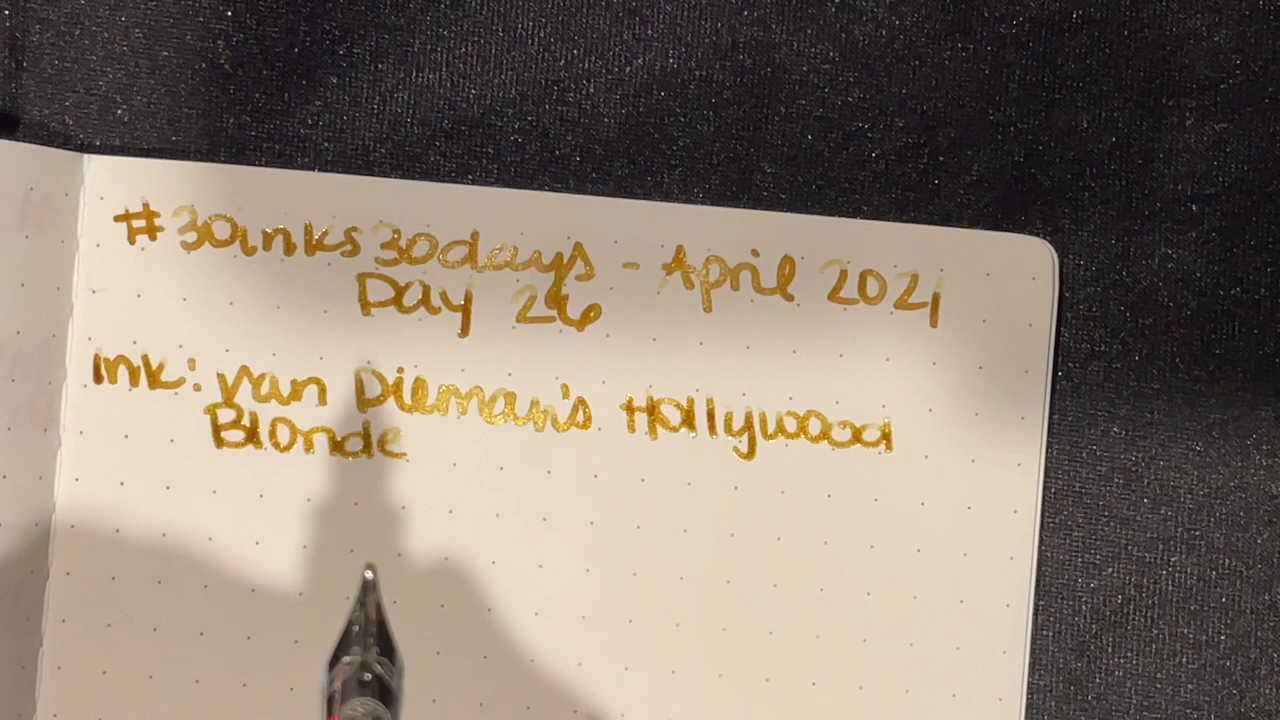 #30inks30days - April 2021
Day 26
Ink: Van Dieman's Hollywood
Blonde